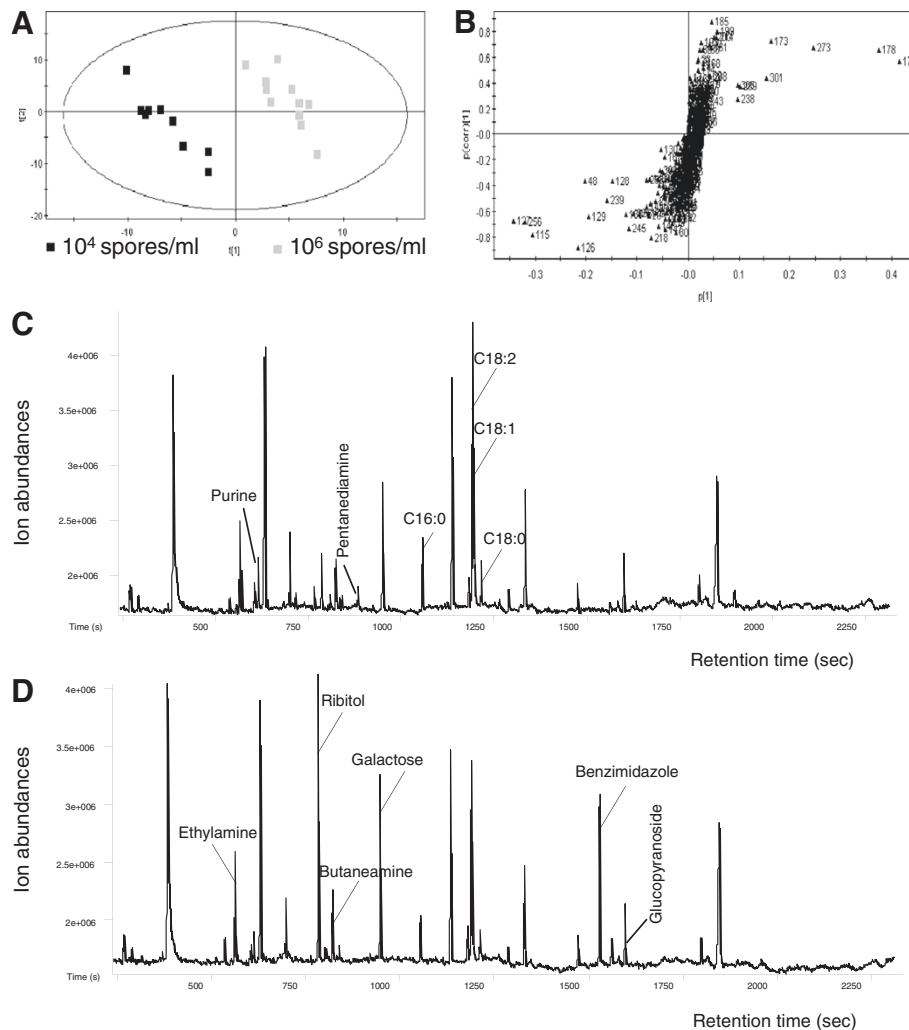 A
10
0
-10
-20
t[2]
-10
0
10
t[1]
10⁴ spores/ml
10⁶ spores/ml
B
0.8
0.6
0.4
0.2
-0.0
-0.2
-0.4
-0.6
-0.8
p(corr)[1]
185
173
273
178
301
238
48
128
239
129
245
218
60
256
115
126
-0.3
-0.2
-0.1
-0.0
0.1
0.2
0.3
0.4
p[1]
C
Ion abundances
4e+006
3.5e+006
3e+006
2.5e+006
2e+006
Purine
Pentanediamine
C16:0
C18:2
C18:1
C18:0
Time (s)
500
750
1000
1250
1500
1750
2000
2250
Retention time (sec)
D
Ion abundances
4e+006
3.5e+006
3e+006
2.5e+006
2e+006
Ethylamine
Ribitol
Butaneamine
Galactose
Benzimidazole
Glucopyranoside
Time (s)
500
750
1000
1250
1500
1750
2000
2250
Retention time (sec)